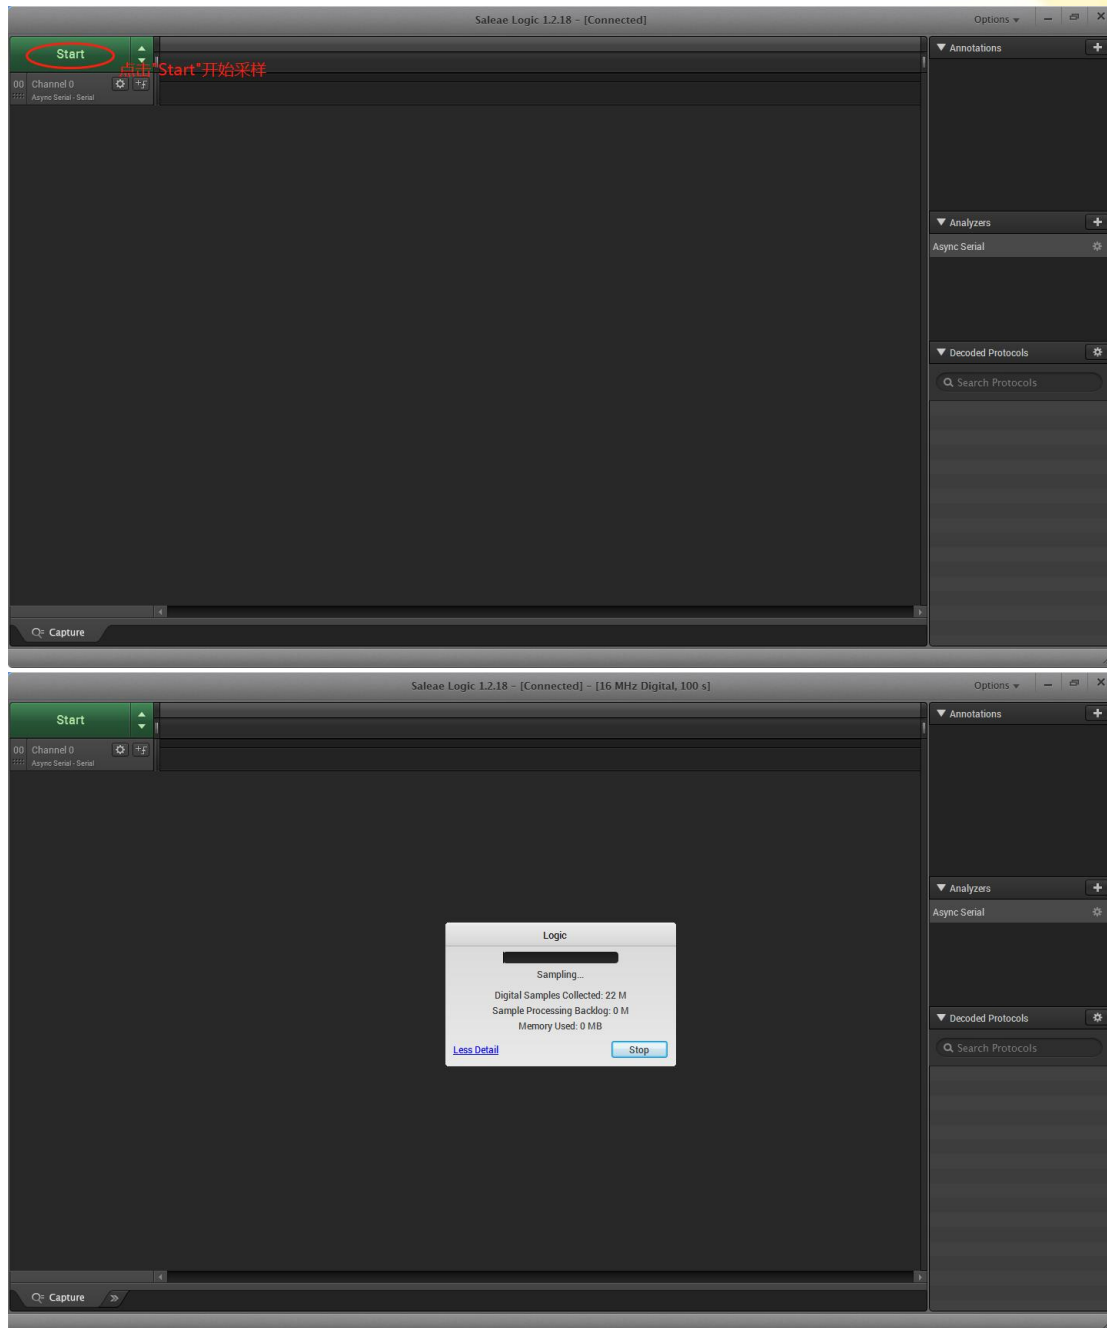 Saleae Logic 1.2.18 - [Connected]
Options
Start
点击"Start"开始采样
00 Channel 0
Async Serial - Serial
Annotations
Analyzers
Async Serial
Decoded Protocols
Search Protocols
Capture
Saleae Logic 1.2.18 - [Connected] - [16 MHz Digital, 100 s]
Options
Start
00 Channel 0
Async Serial - Serial
Annotations
Analyzers
Async Serial
Logic
Sampling...
Digital Samples Collected: 22 M
Sample Processing Backlog: 0 M
Memory Used: 0 MB
Less Detail Stop
Decoded Protocols
Search Protocols
Capture